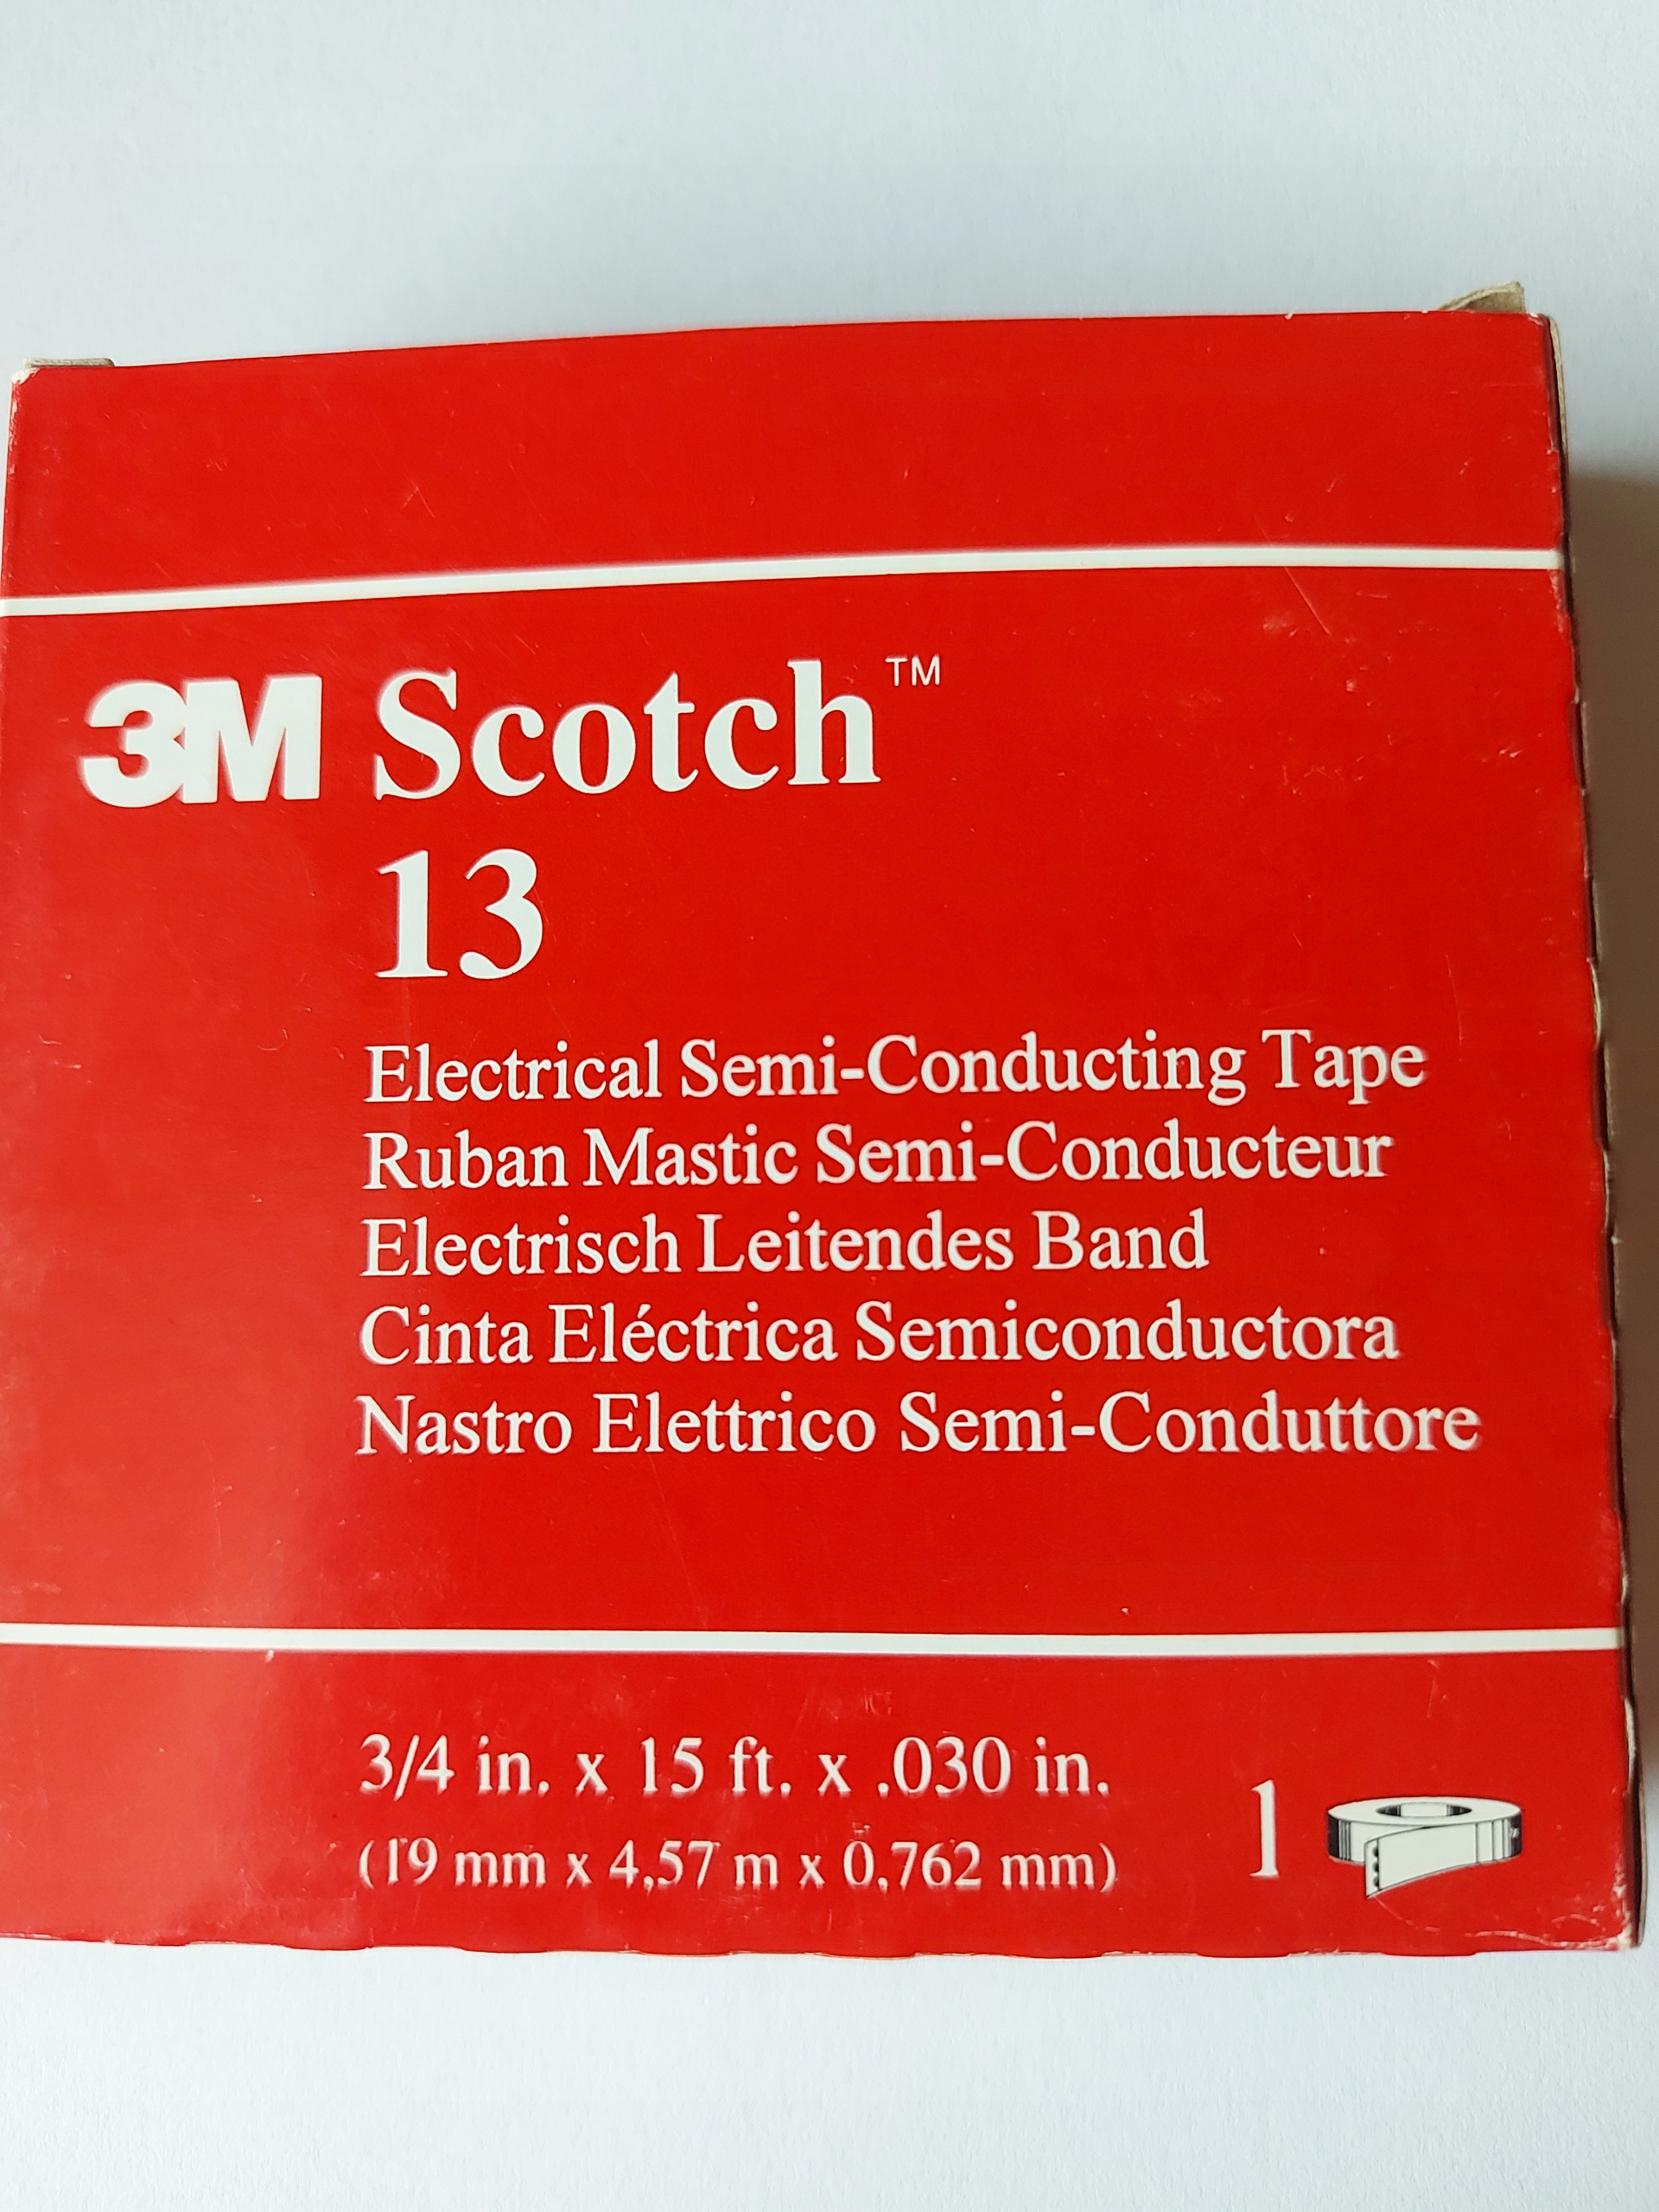 3M Scotch™
13
Electrical Semi-Conducting Tape
Ruban Mastic Semi-Conducteur
Electrisch Leitendes Band
Cinta Eléctrica Semiconductora
Nastro Elettrico Semi-Conduttore
3/4 in. x 15 ft. x .030 in.
(19 mm x 4,57 m x 0,762 mm)
1